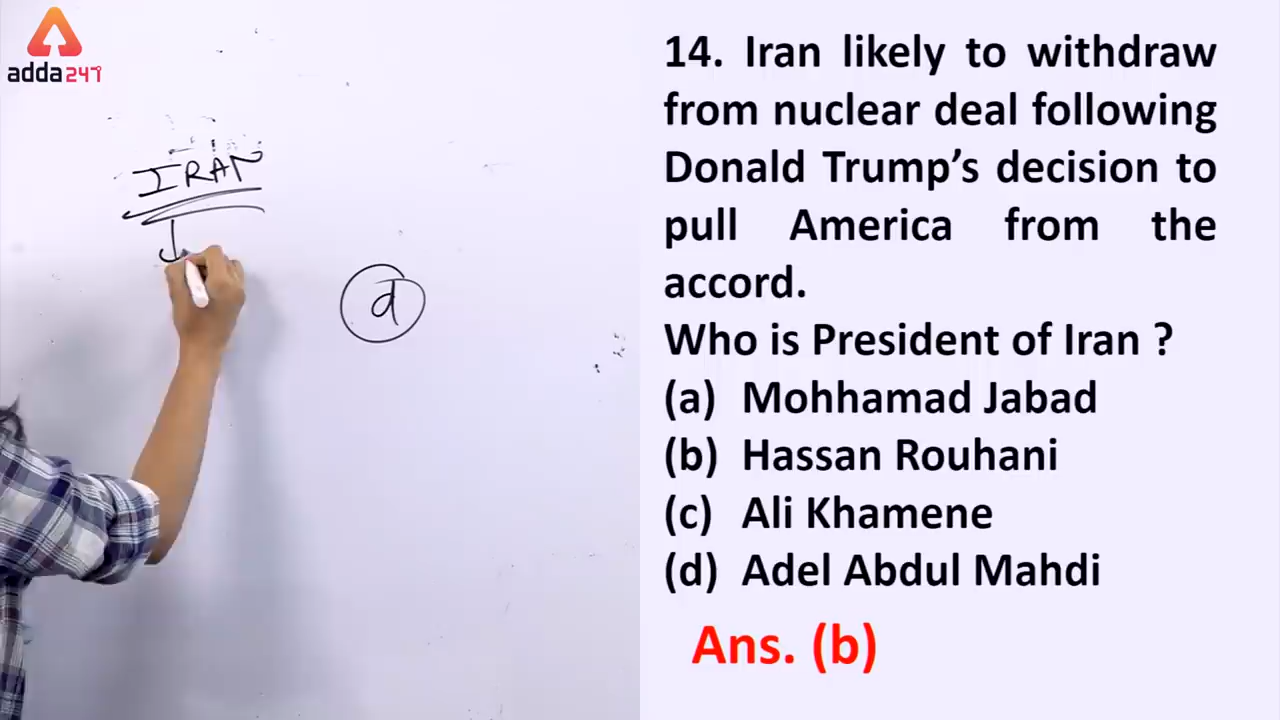 adda247
IRAN
d
14. Iran likely to withdraw
from nuclear deal following
Donald Trump’s decision to
pull America from the
accord.
Who is President of Iran ?
(a) Mohhamad Jabad
(b) Hassan Rouhani
(c) Ali Khamene
(d) Adel Abdul Mahdi
Ans. (b)